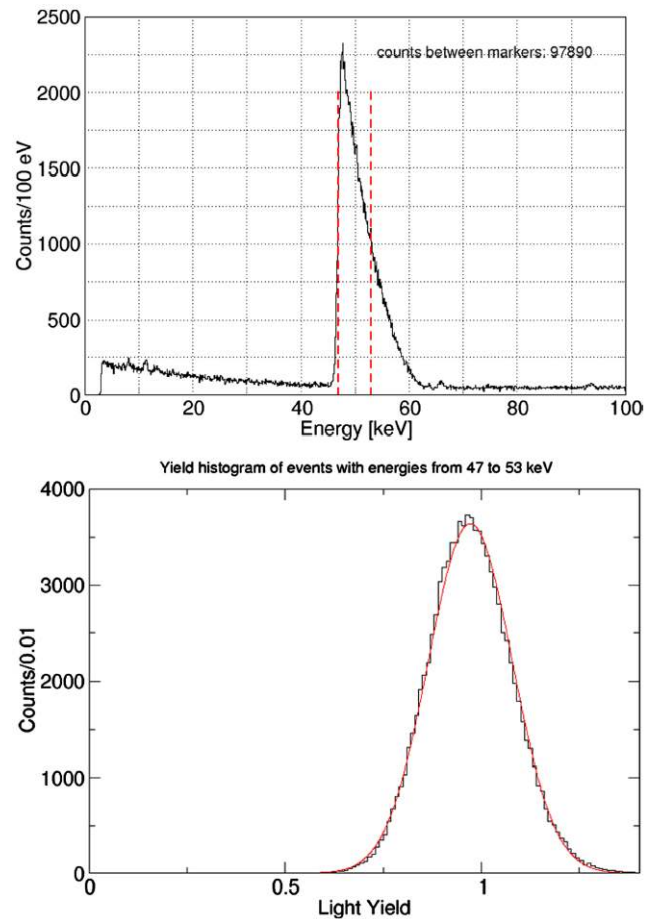 2500
counts between markers: 97890
2000
1500
1000
500
0
Counts/100 eV
0 20 40 60 80 100
Energy [keV]
Yield histogram of events with energies from 47 to 53 keV
4000
3000
2000
1000
0
Counts/0.01
0 0.5 1
Light Yield